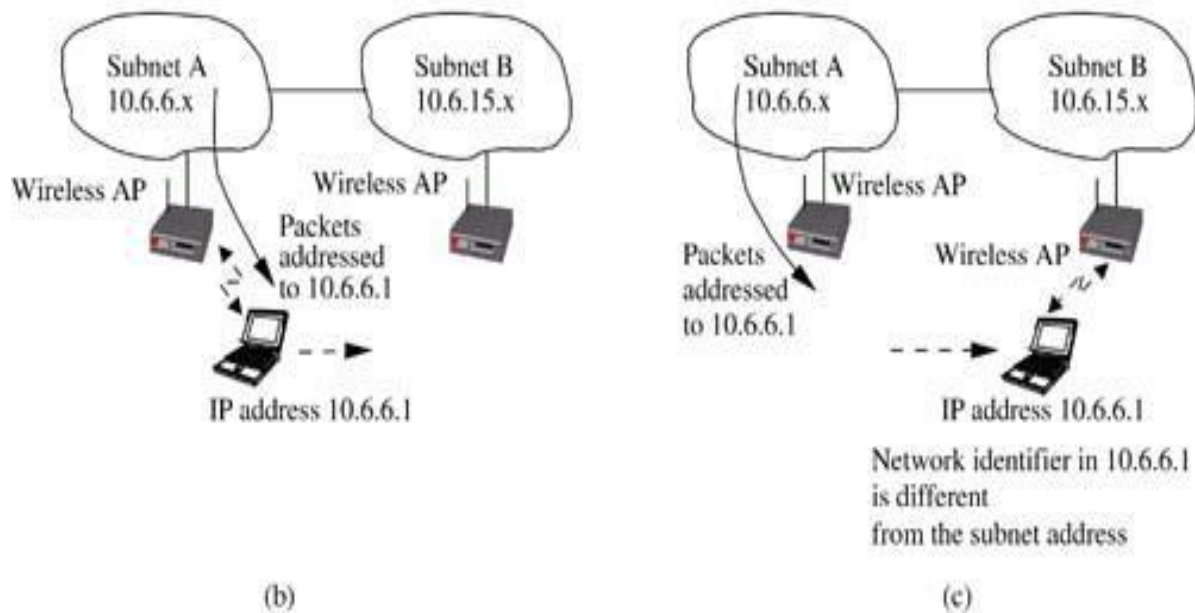 Subnet A
10.6.6.x
Subnet B
10.6.15.x
Wireless AP
Wireless AP
Packets
addressed
to 10.6.6.1
IP address 10.6.6.1
(b)
Subnet A
10.6.6.x
Subnet B
10.6.15.x
Wireless AP
Wireless AP
Packets
addressed
to 10.6.6.1
IP address 10.6.6.1
Network identifier in 10.6.6.1
is different
from the subnet address
(c)